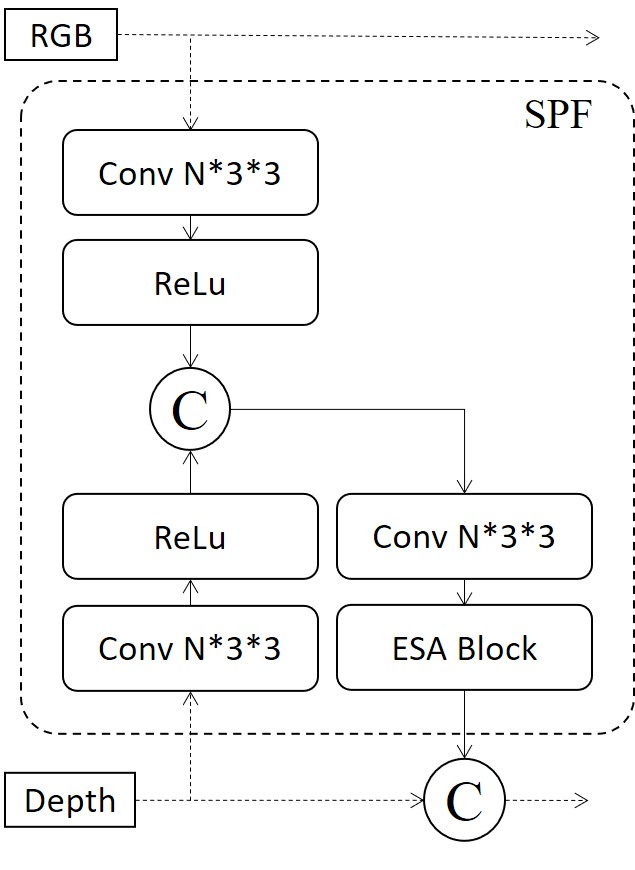 RGB
SPF
Conv N*3*3
ReLu
C
ReLu
Conv N*3*3
Conv N*3*3
ESA Block
Depth
C